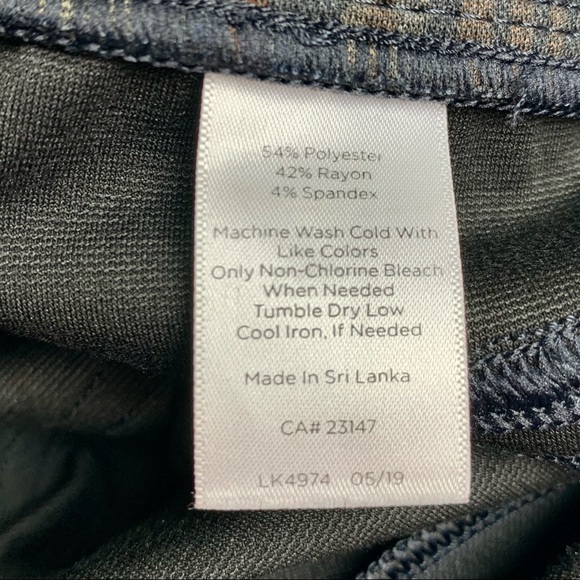 54% Polyester
42% Rayon
4% Spandex
Machine Wash Cold With
Like Colors
Only Non-Chlorine Bleach
When Needed
Tumble Dry Low
Cool Iron, If Needed
Made In Sri Lanka
CA# 23147
LK4974 05/19